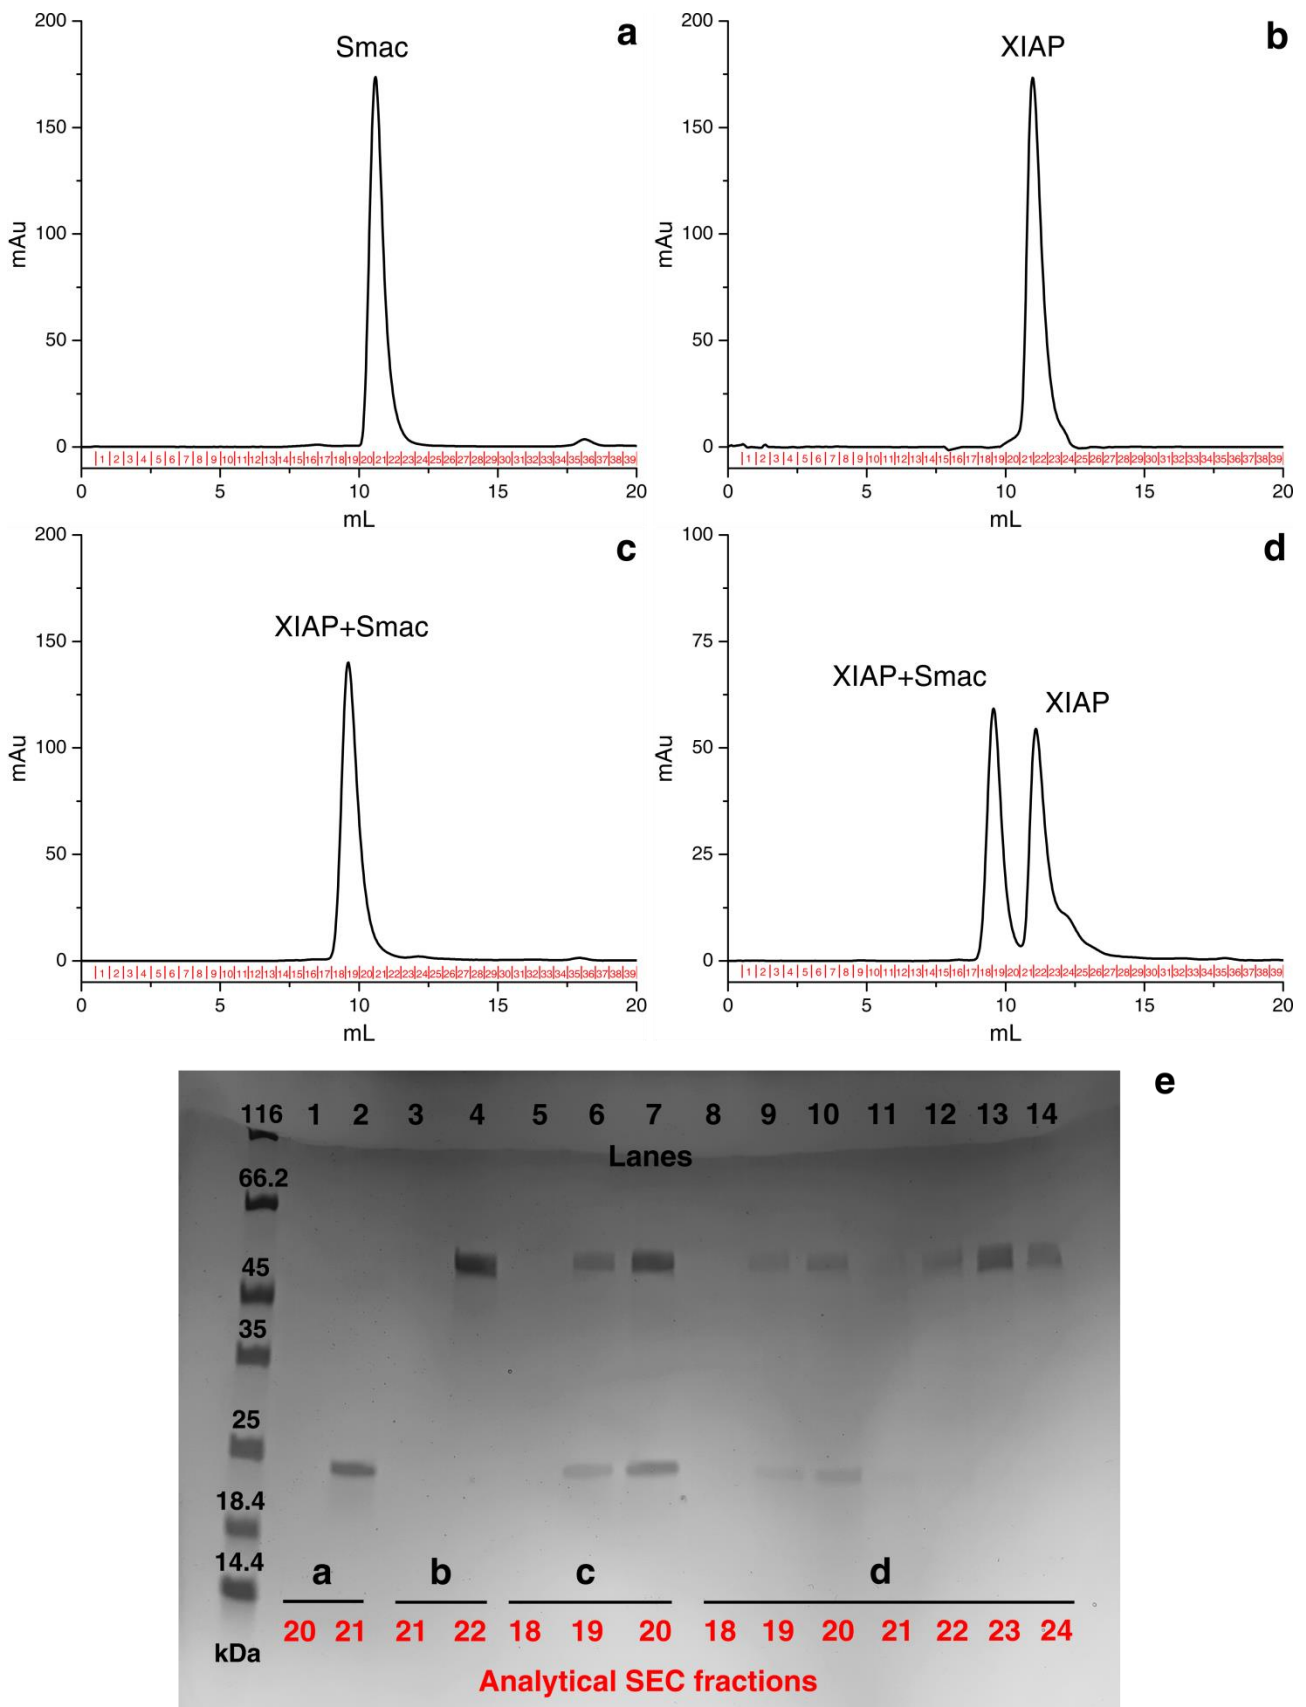 a
Smac
200
150
100
50
0
mAu
1 2 3 4 5 6 7 8 9 10 11 12 13 14 15 16 17 18 19 20 21 22 23 24 25 26 27 28 29 30 31 32 33 34 35 36 37 38 39
0 5 10 15 20
mL
b
XIAP
200
150
100
50
0
mAu
1 2 3 4 5 6 7 8 9 10 11 12 13 14 15 16 17 18 19 20 21 22 23 24 25 26 27 28 29 30 31 32 33 34 35 36 37 38 39
0 5 10 15 20
mL
c
XIAP+Smac
200
150
100
50
0
mAu
1 2 3 4 5 6 7 8 9 10 11 12 13 14 15 16 17 18 19 20 21 22 23 24 25 26 27 28 29 30 31 32 33 34 35 36 37 38 39
0 5 10 15 20
mL
d
XIAP+Smac
XIAP
100
75
50
25
0
mAu
1 2 3 4 5 6 7 8 9 10 11 12 13 14 15 16 17 18 19 20 21 22 23 24 25 26 27 28 29 30 31 32 33 34 35 36 37 38 39
0 5 10 15 20
mL
e
116 1 2 3 4 5 6 7 8 9 10 11 12 13 14
Lanes
66.2
45
35
25
18.4
14.4
a b c d
20 21 21 22 18 19 20 18 19 20 21 22 23 24
kDa
Analytical SEC fractions